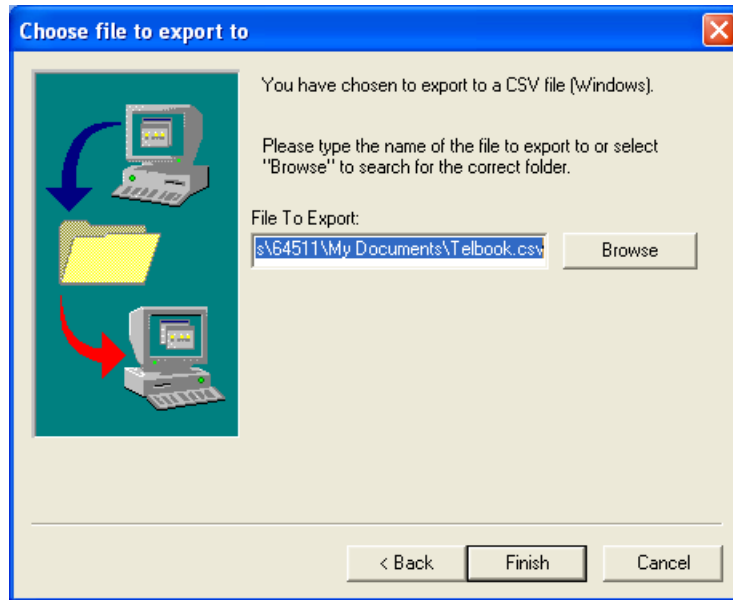 Choose file to export to
You have chosen to export to a CSV file (Windows).
Please type the name of the file to export to or select
"Browse" to search for the correct folder.
File To Export:
s\64511\My Documents\Telbook.csv
Browse
< Back
Finish
Cancel